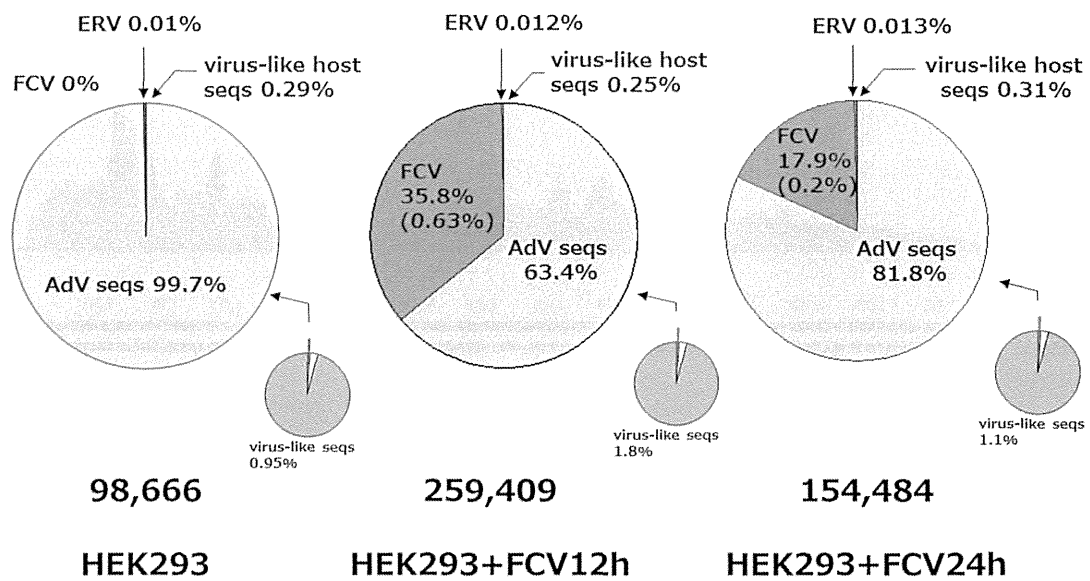 ERV 0.01%
FCV 0%
virus-like host
seqs 0.29%
AdV seqs 99.7%
virus-like seqs
0.95%
98,666
HEK293
ERV 0.012%
virus-like host
seqs 0.25%
FCV
35.8%
(0.63%)
AdV seqs
63.4%
virus-like seqs
1.8%
259,409
HEK293+FCV12h
ERV 0.013%
virus-like host
seqs 0.31%
FCV
17.9%
(0.2%)
AdV seqs
81.8%
virus-like seqs
1.1%
154,484
HEK293+FCV24h